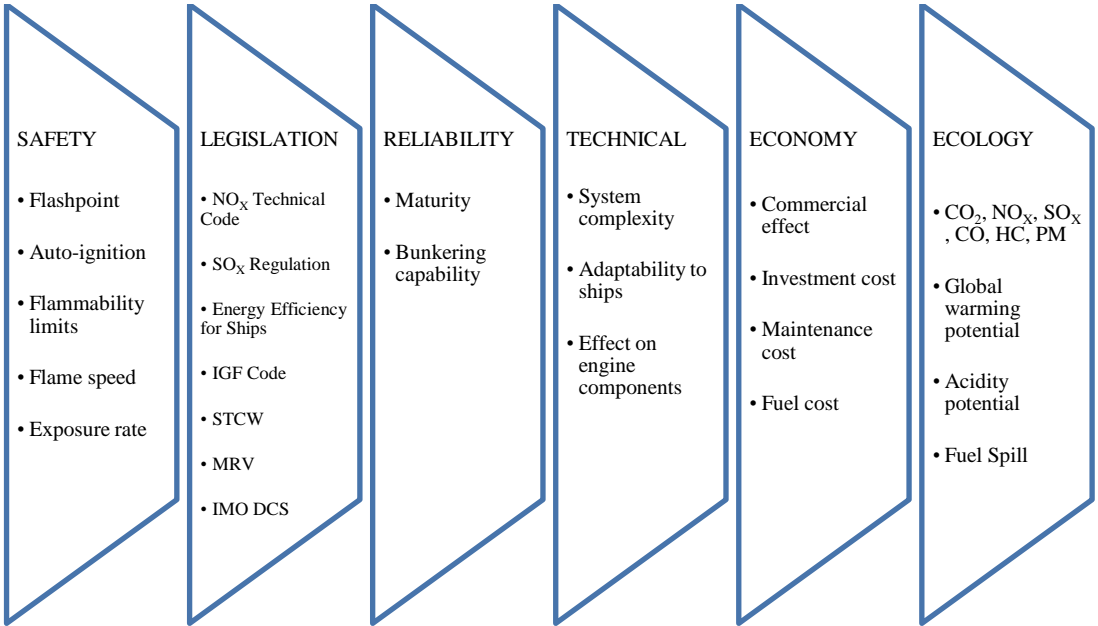 SAFETY
• Flashpoint
• Auto-ignition
• Flammability
limits
• Flame speed
• Exposure rate
LEGISLATION
• NOₓ Technical
Code
• SOₓ Regulation
• Energy Efficiency
for Ships
• IGF Code
• STCW
• MRV
• IMO DCS
RELIABILITY
• Maturity
• Bunkering
capability
TECHNICAL
• System
complexity
• Adaptability to
ships
• Effect on
engine
components
ECONOMY
• Commercial
effect
• Investment cost
• Maintenance
cost
• Fuel cost
ECOLOGY
• CO₂, NOₓ, SOₓ
, CO, HC, PM
• Global
warming
potential
• Acidity
potential
• Fuel Spill